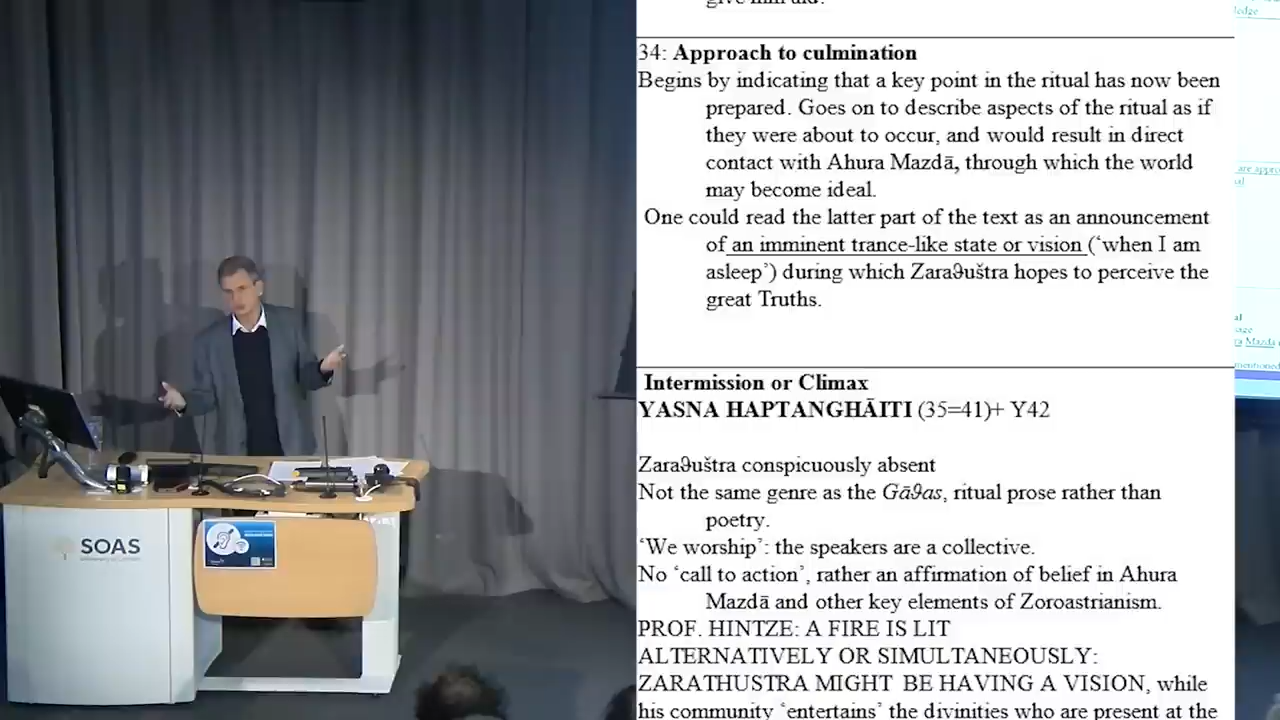 give him aid.
34: Approach to culmination
Begins by indicating that a key point in the ritual has now been
prepared. Goes on to describe aspects of the ritual as if
they were about to occur, and would result in direct
contact with Ahura Mazdā, through which the world
may become ideal.
One could read the latter part of the text as an announcement
of an imminent trance-like state or vision (‘when I am
asleep’) during which Zaraϑuštra hopes to perceive the
great Truths.
Intermission or Climax
YASNA HAPTANGHĀITI (35=41)+ Y42
Zaraϑuštra conspicuously absent
Not the same genre as the Gāϑas, ritual prose rather than
poetry.
‘We worship’: the speakers are a collective.
No ‘call to action’, rather an affirmation of belief in Ahura
Mazdā and other key elements of Zoroastrianism.
PROF. HINTZE: A FIRE IS LIT
ALTERNATIVELY OR SIMULTANEOUSLY:
ZARATHUSTRA MIGHT BE HAVING A VISION, while
his community ‘entertains’ the divinities who are present at the
SOAS